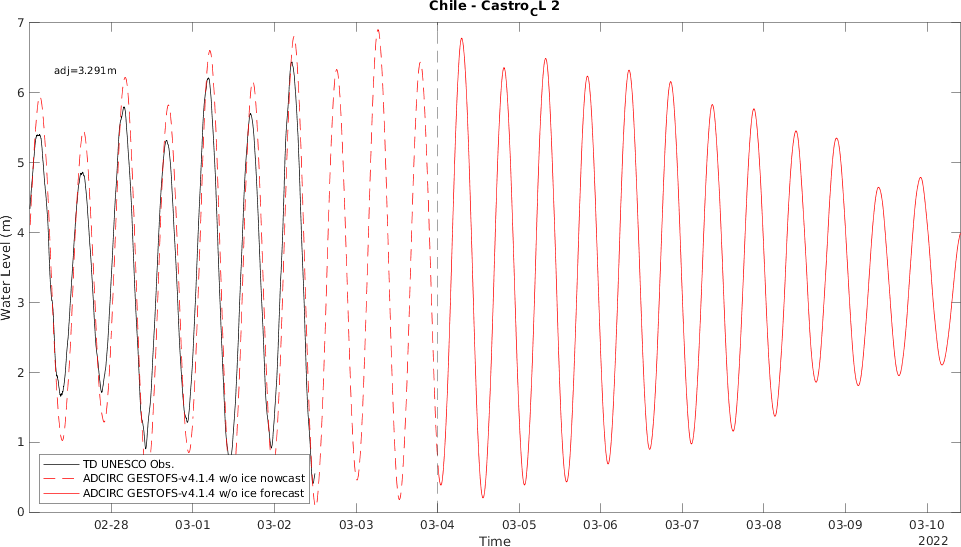 Chile - Castro_CL 2
adj=3.291m
Water Level (m)
7
6
5
4
3
2
1
0
TD UNESCO Obs.
ADCIRC GESTOFS-v4.1.4 w/o ice nowcast
ADCIRC GESTOFS-v4.1.4 w/o ice forecast
02-28 03-01 03-02 03-03 03-04 03-05 03-06 03-07 03-08 03-09 03-10
Time
2022